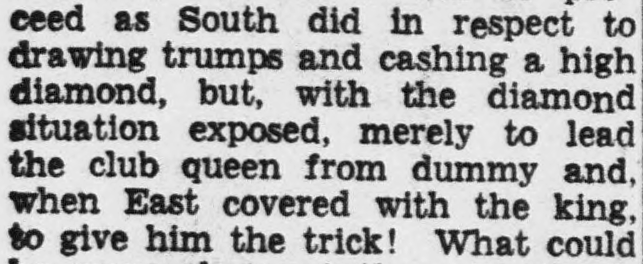 ceed as South did in respect to
drawing trumps and cashing a high
diamond, but, with the diamond
situation exposed, merely to lead
the club queen from dummy and,
when East covered with the king,
to give him the trick! What could